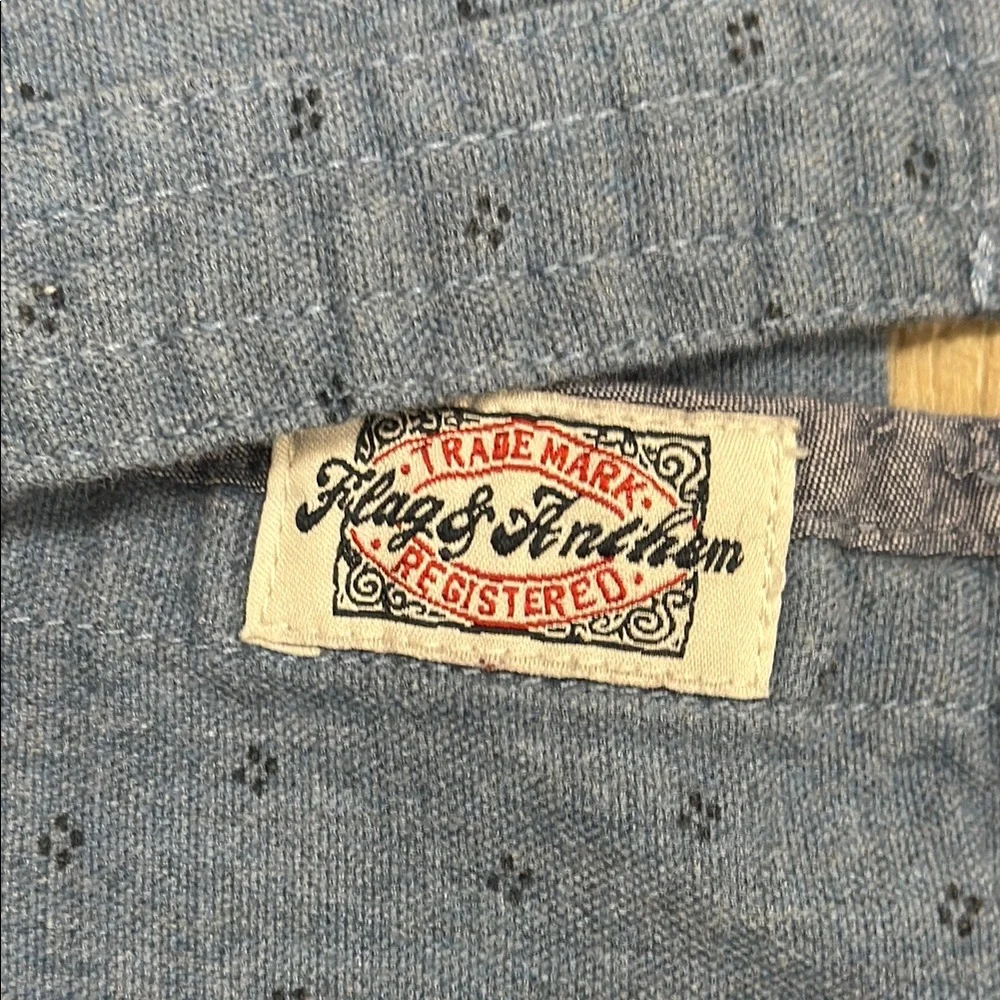 TRADE MARK
Flag & Anthem
REGISTERED